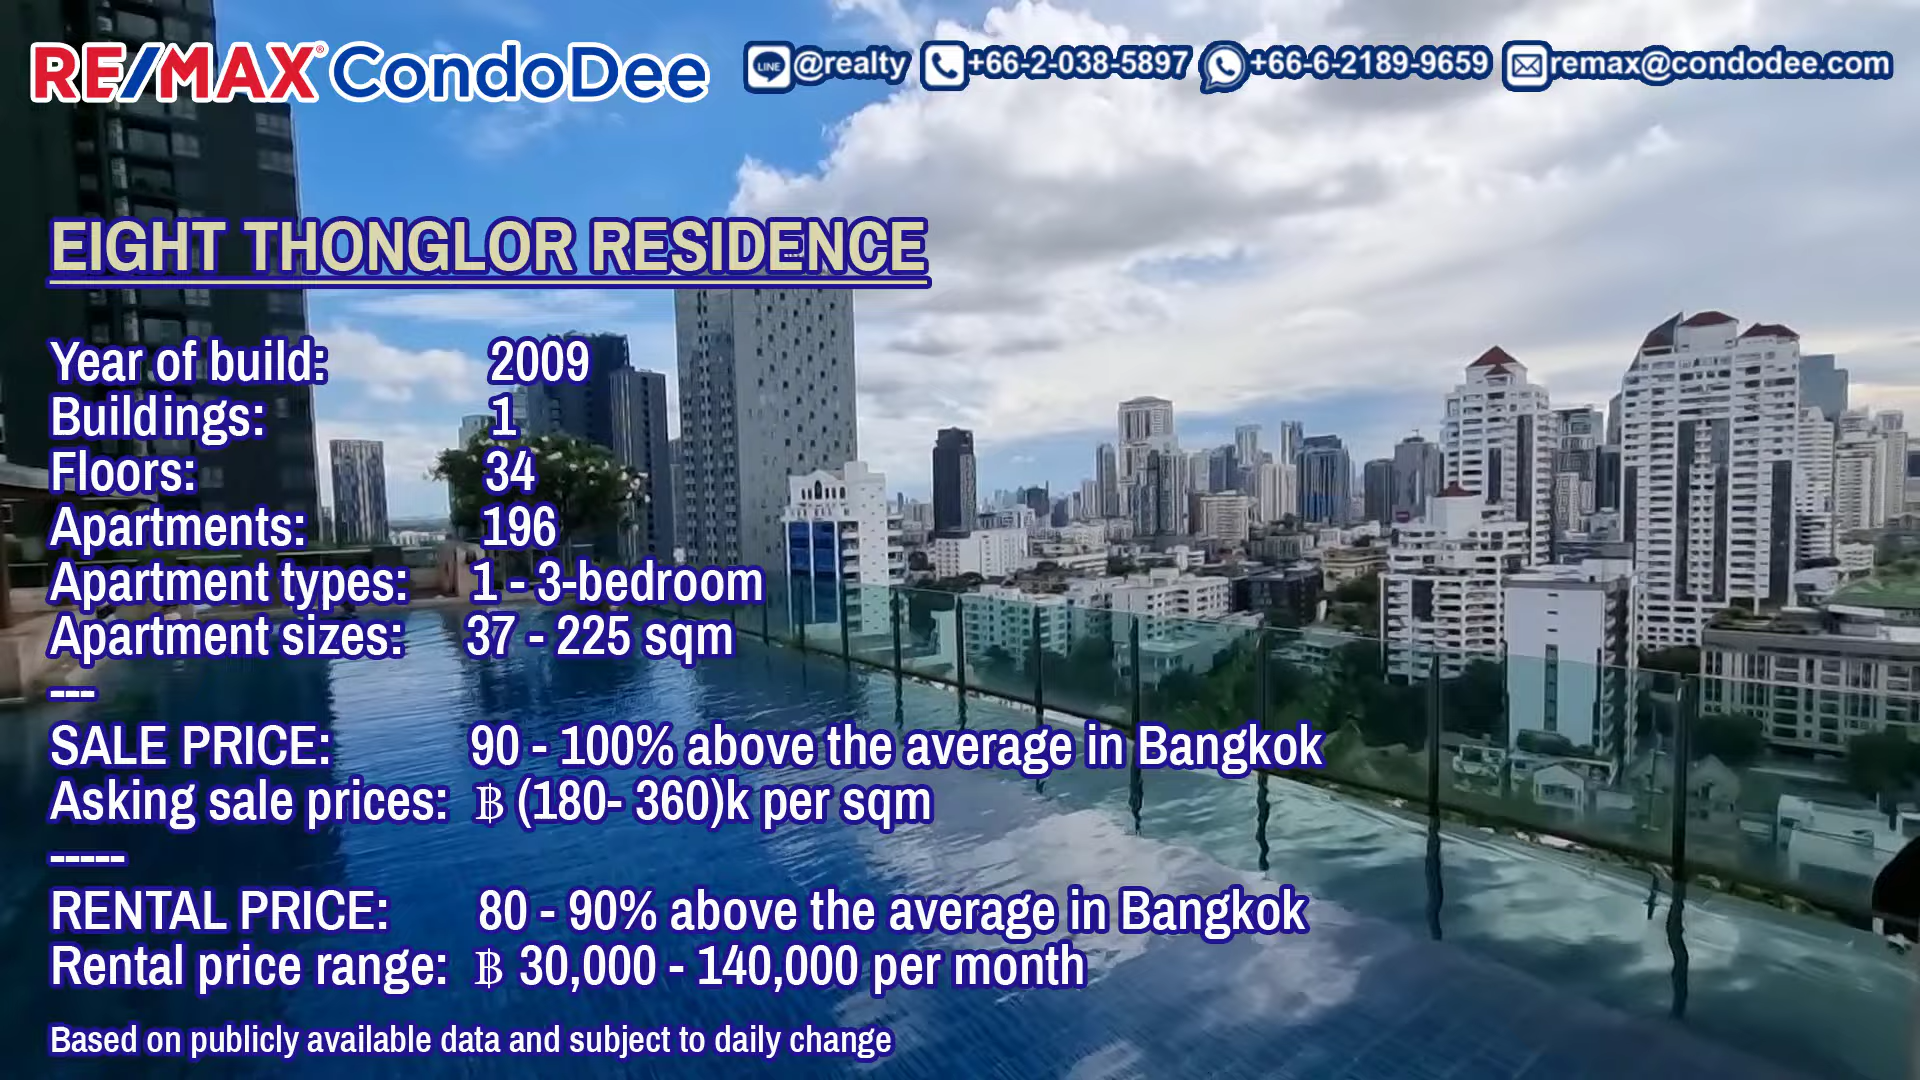 RE/MAX® CondoDee LINE @realty +66-2-038-5897 +66-6-2189-9659 remax@condodee.com
EIGHT THONGLOR RESIDENCE
Year of build: 2009
Buildings: 1
Floors: 34
Apartments: 196
Apartment types: 1 - 3-bedroom
Apartment sizes: 37 - 225 sqm
---
SALE PRICE: 90 - 100% above the average in Bangkok
Asking sale prices: ฿ (180- 360)k per sqm
-----
RENTAL PRICE: 80 - 90% above the average in Bangkok
Rental price range: ฿ 30,000 - 140,000 per month
Based on publicly available data and subject to daily change